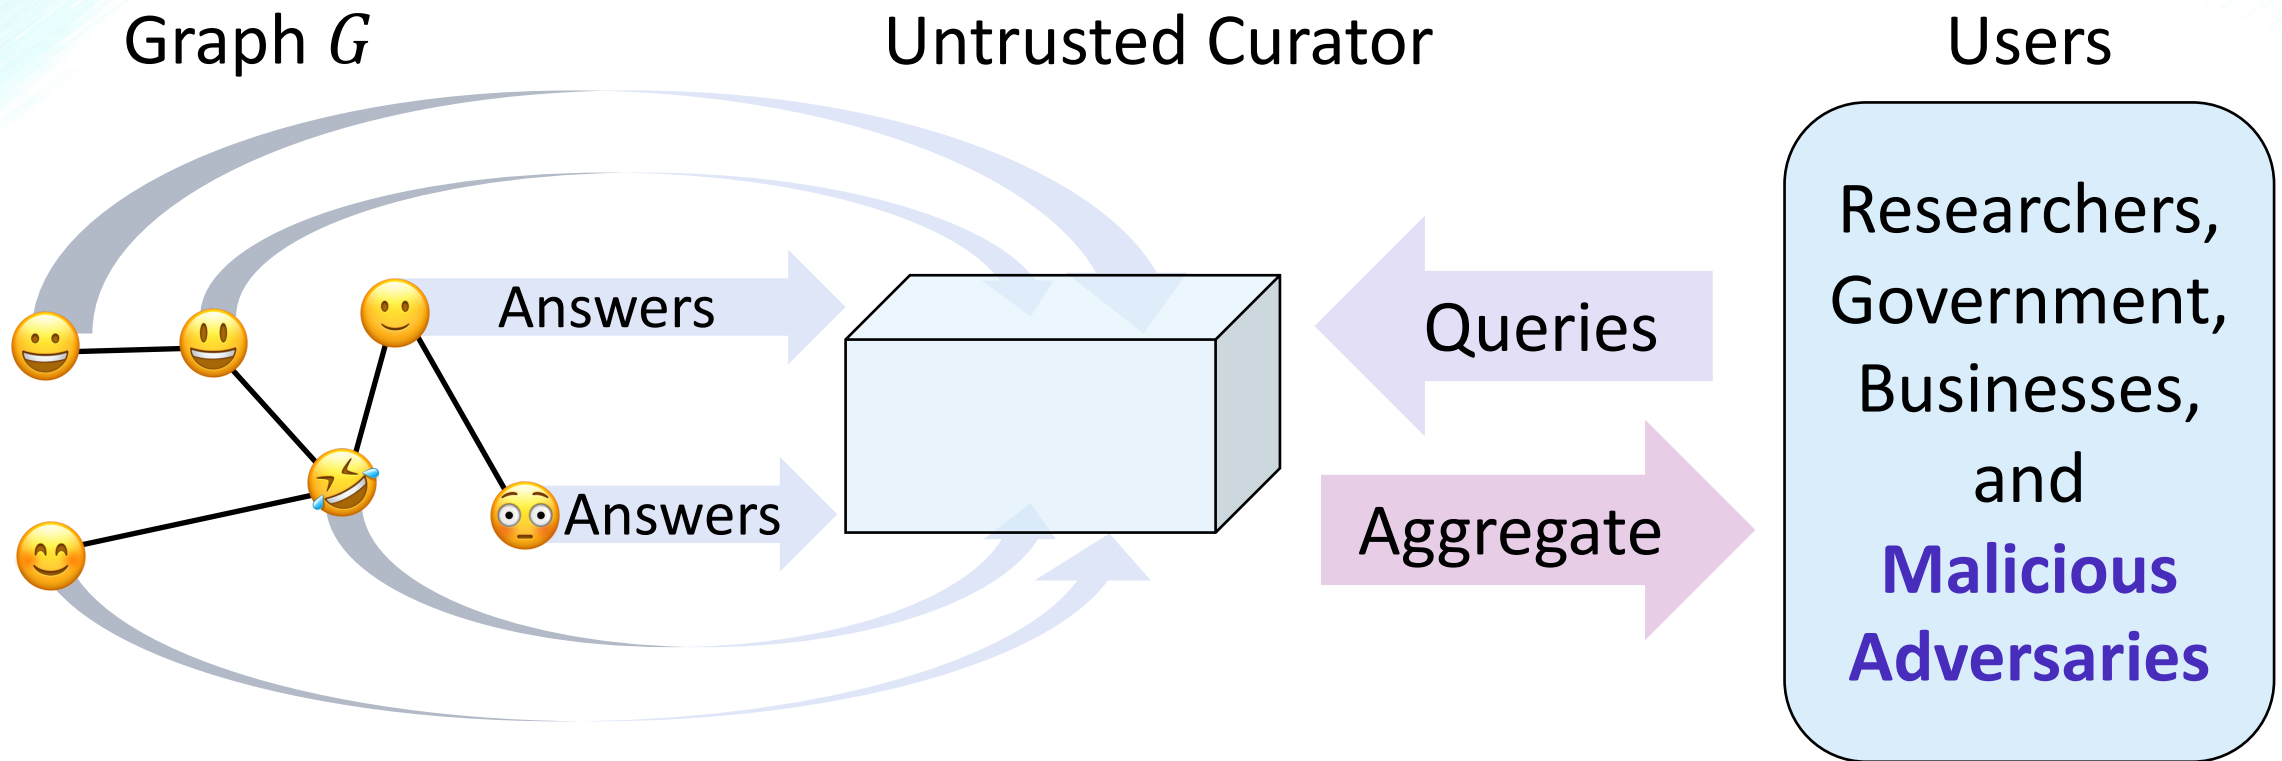 Graph G
Untrusted Curator
Users
Answers
Answers
Queries
Aggregate
Researchers,
Government,
Businesses,
and
Malicious
Adversaries